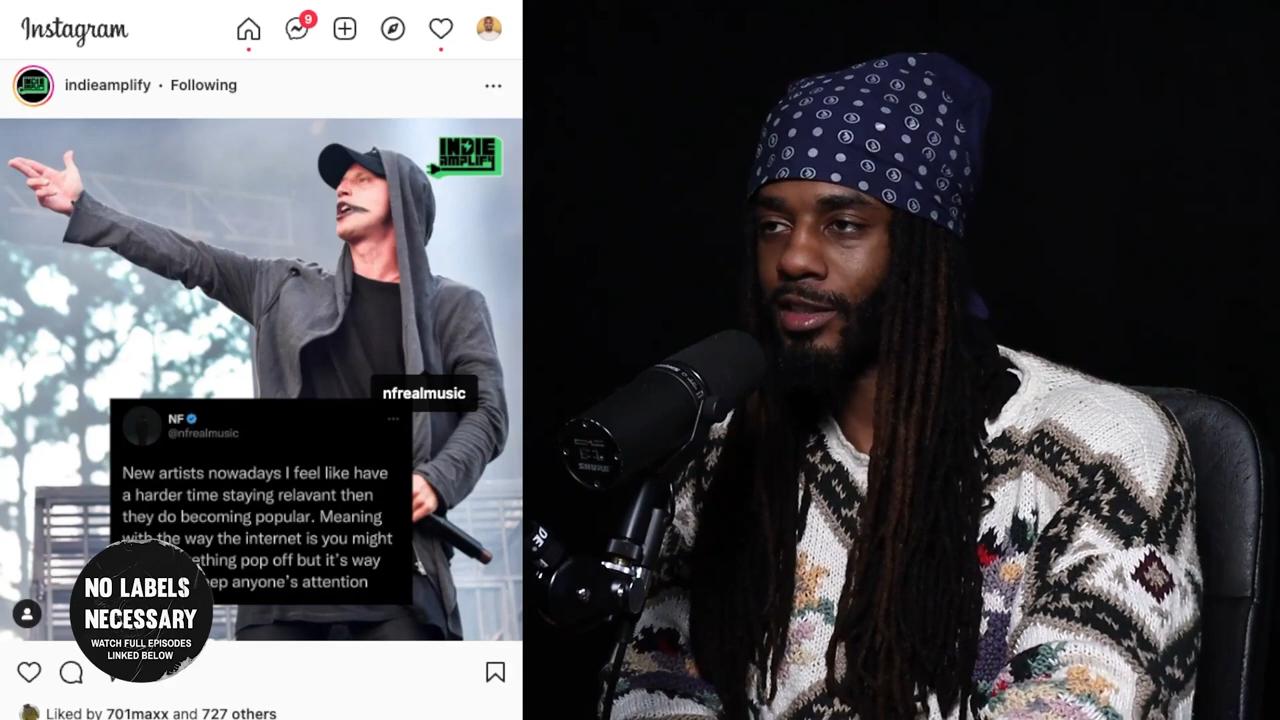 Instagram
9
indieamplify • Following
INDIE
AMPLIFY
nfrealmusic
NF
@nfrealmusic
New artists nowadays I feel like have
a harder time staying relavant then
they do becoming popular. Meaning
with the way the internet is you might
ething pop off but it's way
eep anyone's attention
NO LABELS
NECESSARY
WATCH FULL EPISODES
LINKED BELOW
Liked by 701maxx and 727 others
SHURE